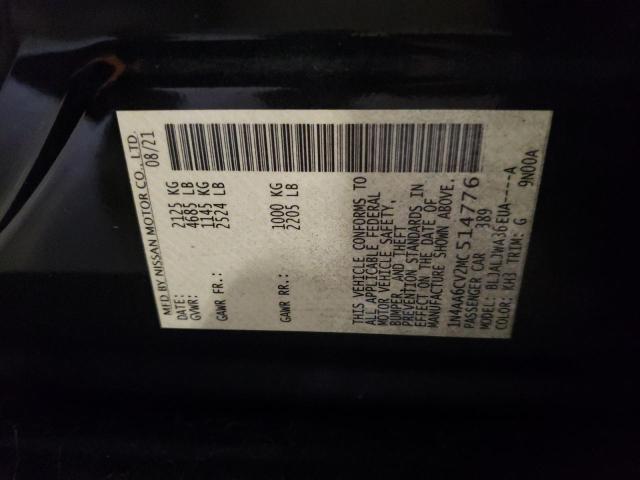 MFD BY NISSAN MOTOR CO., LTD.
DATE: 08/21
GVWR: 2125 KG
4685 LB
GAWR FR.: 1145 KG
2524 LB
GAWR RR.: 1000 KG
2205 LB
THIS VEHICLE CONFORMS TO
ALL APPLICABLE FEDERAL
MOTOR VEHICLE SAFETY,
BUMPER, AND THEFT
PREVENTION STANDARDS IN
EFFECT ON THE DATE OF
MANUFACTURE SHOWN ABOVE.
1N4AA6CV2MC514776
PASSENGER CAR 3B9
MODEL: BLJALJWA36EUA----A
COLOR: KH3 TRIM: G 9N00A